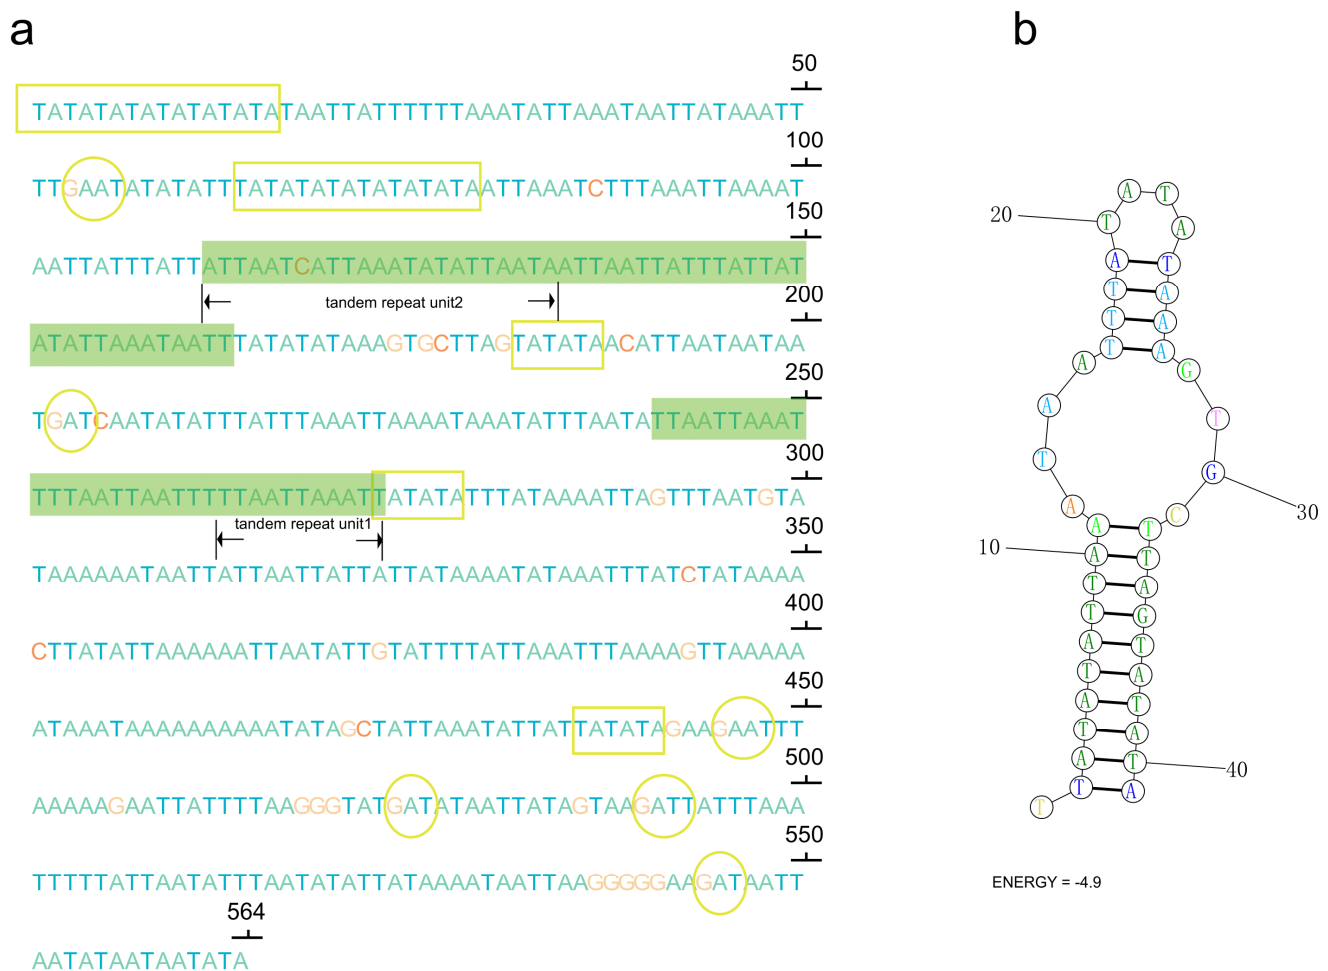 a
50
TATATATATATATATATAATTATTTTTTAAATATTAAATAATTATAAATT
100
TTGAATATATATTTATATATATATATATAATTAAATCTTTAAATTAAAAT
150
AATTATTTATTATTAATCATTAAATATATTAATAATTAATTATTTATTAT
tandem repeat unit2
200
ATATTAAATAATTTATATATAAAGTGCTTAGTATATAACATTAATAATAA
250
TGATCAATATATTTATTTAAATTAAAATAAATATTTAATATTAATTAAAT
300
TTTAATTAATTTTTAATTAAATTATATATTTATAAAATTAGTTTAATGTA
tandem repeat unit1
350
TAAAAAATAATTATTAATTATTATTATAAAATATAAATTTATCTATAAAA
400
CTTATATTAAAAAATTAATATTGTATTTTATTAAATTTAAAAGTTAAAAA
450
ATAAATAAAAAAAAAATATAGCTATTAAATATTATTATATAGAAGAATTT
500
AAAAAGAATTATTTTAAGGGTATGATATAATTATAGTAAGATTATTTAAA
550
TTTTTATTAATATTTAATATATTATAAAATAATTAAGGGGGAAGATAATT
564
AATATAATAATATA
b
A T
20 T A
A T
T A
T A
T A
A G
A T
T G
30
A C
A T
10 A T
T A
T G
A T
T A
A T
T A
A T 40
T A
T
ENERGY = -4.9